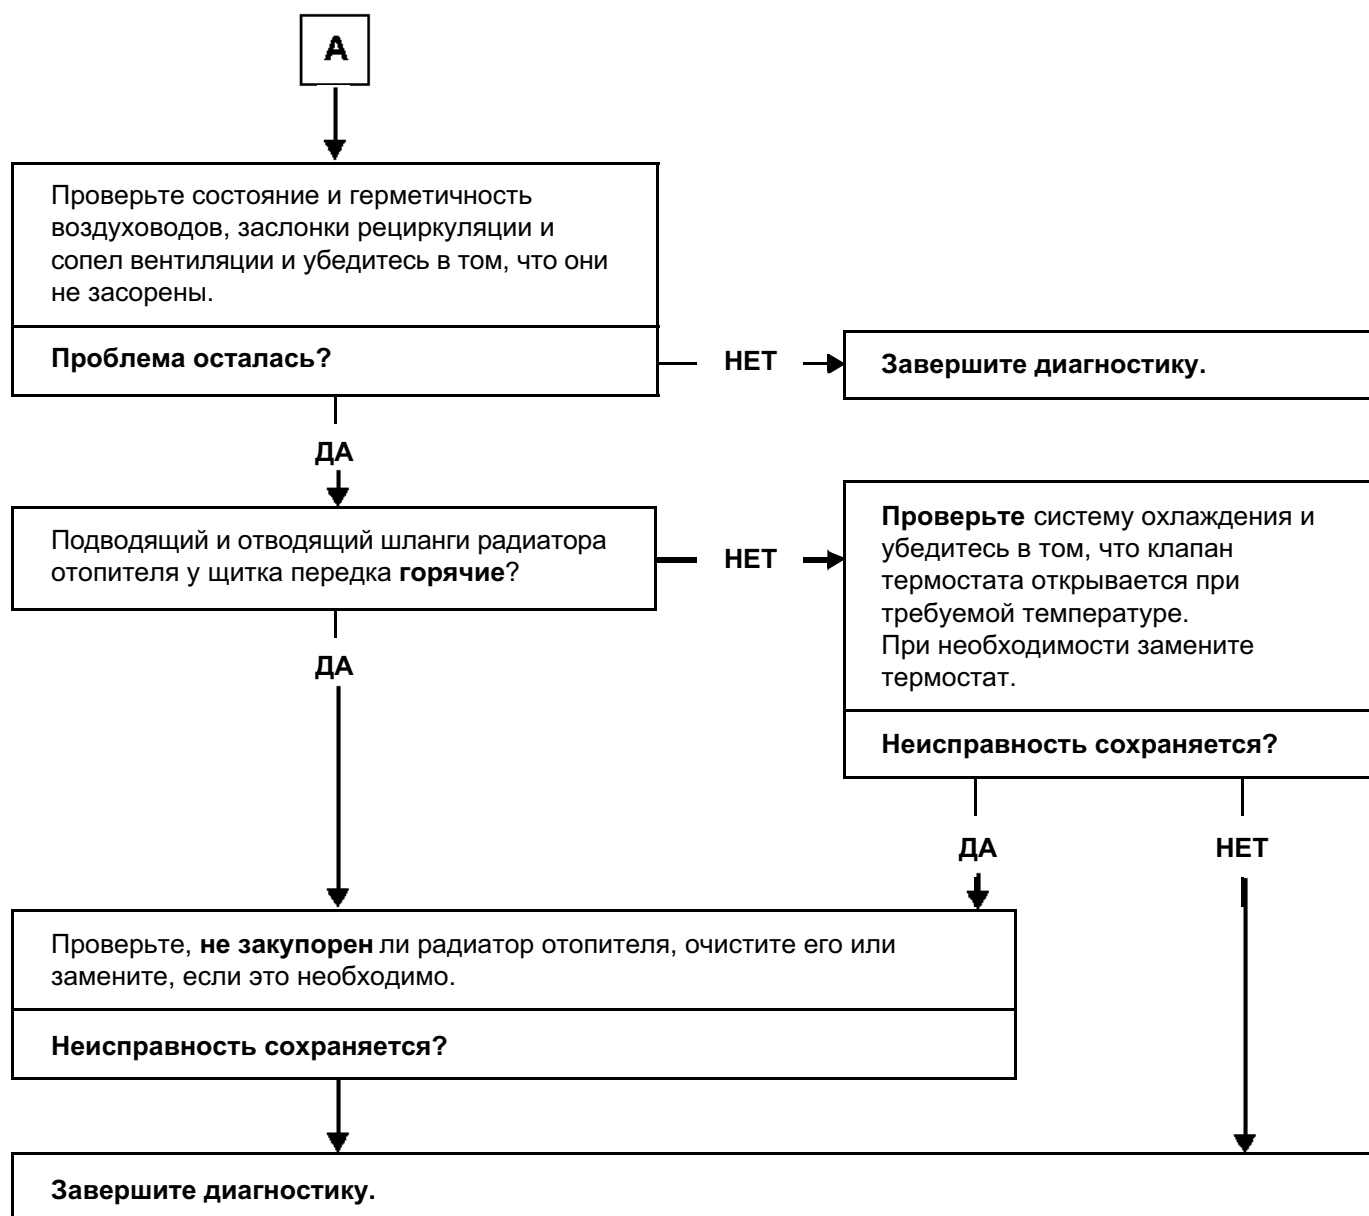 A
Проверьте состояние и герметичность
воздуховодов, заслонки рециркуляции и
сопел вентиляции и убедитесь в том, что они
не засорены.
Проблема осталась?
НЕТ
Завершите диагностику.
ДА
Подводящий и отводящий шланги радиатора
отопителя у щитка передка горячие?
НЕТ
Проверьте систему охлаждения и
убедитесь в том, что клапан
термостата открывается при
требуемой температуре.
При необходимости замените
термостат.
Неисправность сохраняется?
ДА
ДА
НЕТ
Проверьте, не закупорен ли радиатор отопителя, очистите его или
замените, если это необходимо.
Неисправность сохраняется?
Завершите диагностику.